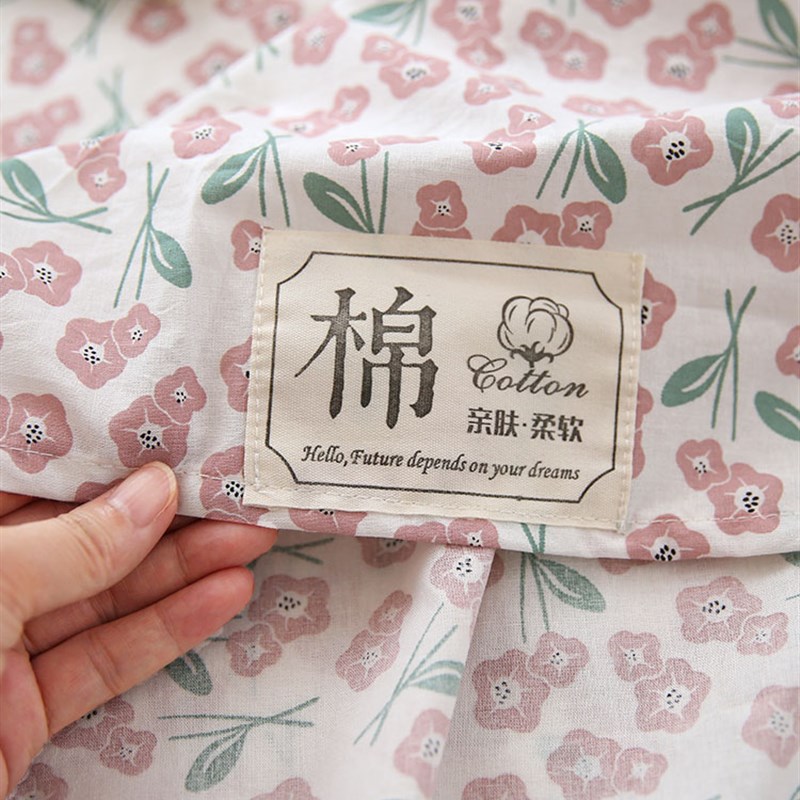 棉
Cotton
亲肤·柔软
Hello,Future depends on your dreams